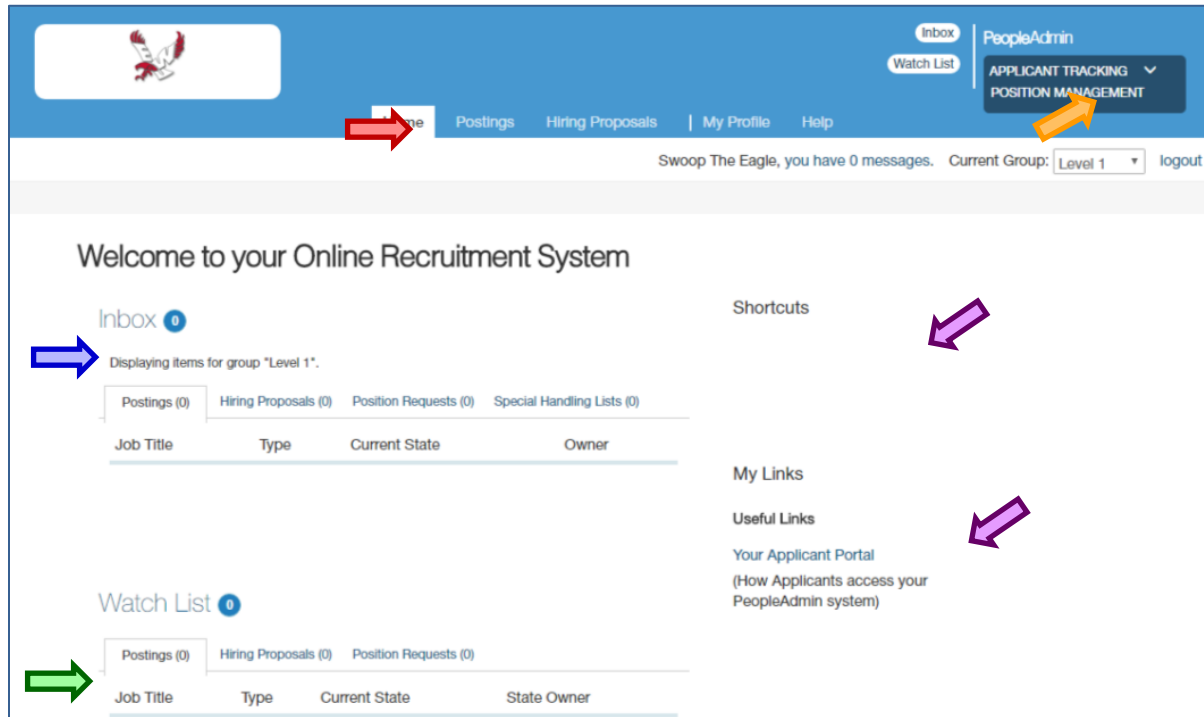 Inbox
PeopleAdmin
Watch List
APPLICANT TRACKING
POSITION MANAGEMENT
Postings Hiring Proposals | My Profile Help
Swoop The Eagle, you have 0 messages. Current Group: Level 1 logout
Welcome to your Online Recruitment System
Inbox 0
Displaying items for group "Level 1".
Postings (0) Hiring Proposals (0) Position Requests (0) Special Handling Lists (0)
Job Title Type Current State Owner
Watch List 0
Postings (0) Hiring Proposals (0) Position Requests (0)
Job Title Type Current State State Owner
Shortcuts
My Links
Useful Links
Your Applicant Portal
(How Applicants access your
PeopleAdmin system)